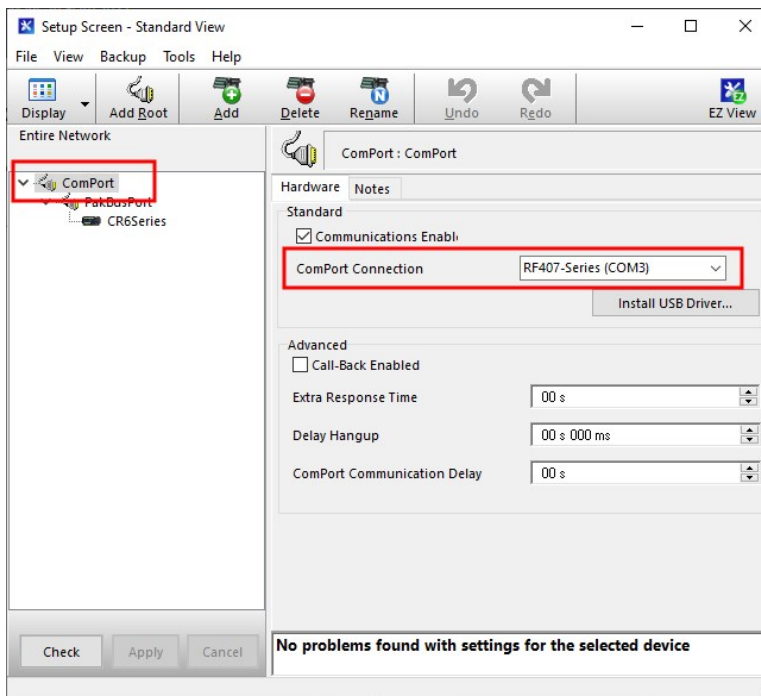 Setup Screen - Standard View
File View Backup Tools Help
Display Add Root Add Delete Rename Undo Redo EZ View
Entire Network
ComPort
PakBusPort
CR6Series
ComPort : ComPort
Hardware Notes
Standard
Communications Enabl
ComPort Connection RF407-Series (COM3)
Install USB Driver...
Advanced
Call-Back Enabled
Extra Response Time 00 s
Delay Hangup 00 s 000 ms
ComPort Communication Delay 00 s
Check Apply Cancel
No problems found with settings for the selected device